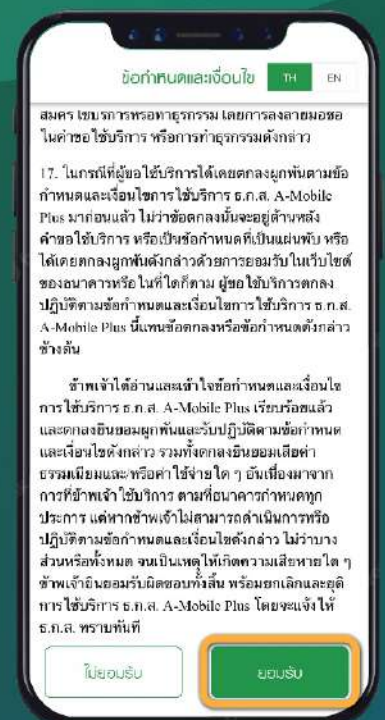 ข้อกำหนดและเงื่อนไข TH EN
สมัครใช้บริการหรือทำธุรกรรม โดยการลงลายมือชื่อ
ในคำขอใช้บริการ หรือการทำธุรกรรมดังกล่าว
17. ในกรณีที่ผู้ขอใช้บริการได้เคยตกลงผูกพันตามข้อ
กำหนดและเงื่อนไขการใช้บริการ ธ.ก.ส. A-Mobile
Plus มาก่อนแล้ว ไม่ว่าข้อตกลงนั้นจะอยู่ด้านหลัง
คำขอใช้บริการ หรือเป็นข้อกำหนดที่เป็นแผ่นพับ หรือ
ได้เคยตกลงผูกพันดังกล่าวด้วยการยอมรับในเว็บไซต์
ของธนาคารหรือในที่ใดก็ตาม ผู้ขอใช้บริการตกลง
ปฏิบัติตามข้อกำหนดและเงื่อนไขการใช้บริการ ธ.ก.ส.
A-Mobile Plus นี้แทนข้อตกลงหรือข้อกำหนดดังกล่าว
ข้างต้น
ข้าพเจ้าได้อ่านและเข้าใจข้อกำหนดและเงื่อนไข
การใช้บริการ ธ.ก.ส. A-Mobile Plus เรียบร้อยแล้ว
และตกลงยินยอมผูกพันและรับปฏิบัติตามข้อกำหนด
และเงื่อนไขดังกล่าว รวมทั้งตกลงยินยอมเสียค่า
ธรรมเนียมและ/หรือค่าใช้จ่ายใด ๆ อันเนื่องมาจาก
การที่ข้าพเจ้าใช้บริการ ตามที่ธนาคารกำหนดทุก
ประการ แต่หากข้าพเจ้าไม่สามารถดำเนินการหรือ
ปฏิบัติตามข้อกำหนดและเงื่อนไขดังกล่าว ไม่ว่าบาง
ส่วนหรือทั้งหมด จนเป็นเหตุให้เกิดความเสียหายใด ๆ
ข้าพเจ้ายินยอมรับผิดชอบทั้งสิ้น พร้อมยกเลิกและยุติ
การใช้บริการ ธ.ก.ส. A-Mobile Plus โดยจะแจ้งให้
ธ.ก.ส. ทราบทันที
ไม่ยอมรับ ยอมรับ